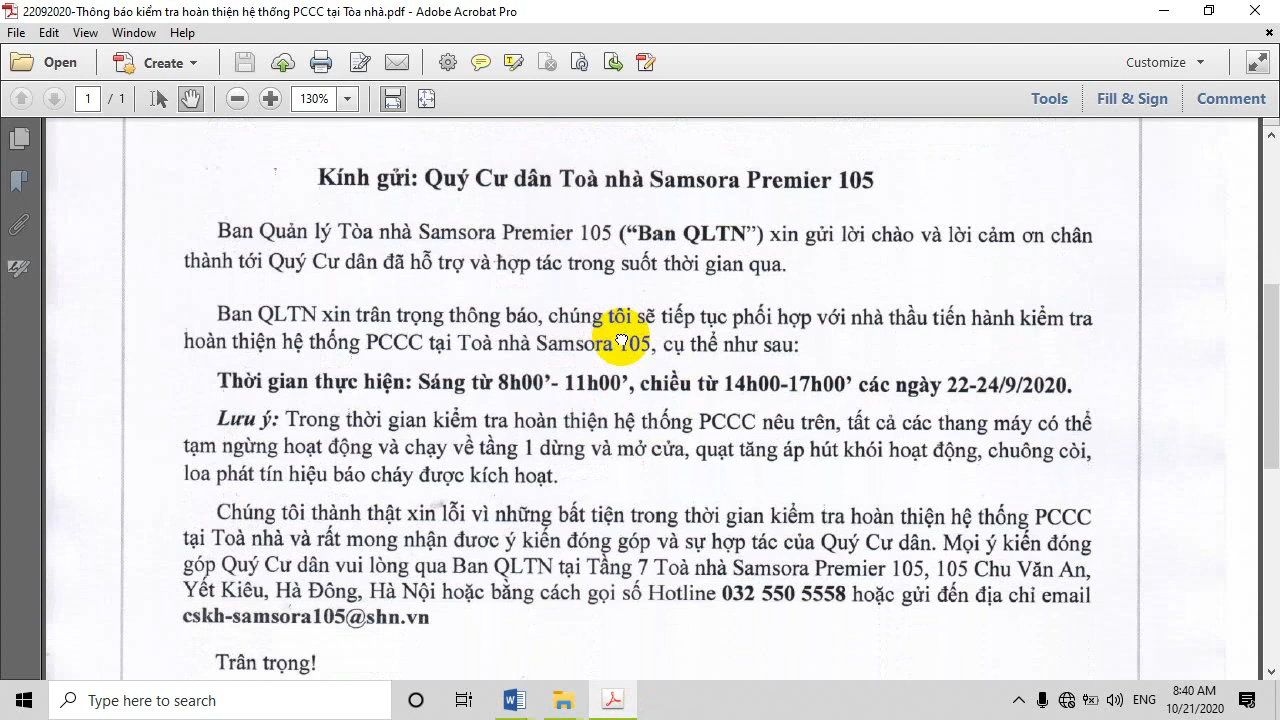 22092020-Thông báo kiểm tra hoàn thiện hệ thống PCCC tại Tòa nhà.pdf - Adobe Acrobat Pro
File Edit View Window Help
Open Create Customize
1 / 1 130% Tools Fill & Sign Comment
Kính gửi: Quý Cư dân Toà nhà Samsora Premier 105
Ban Quản lý Tòa nhà Samsora Premier 105 (“Ban QLTN”) xin gửi lời chào và lời cảm ơn chân
thành tới Quý Cư dân đã hỗ trợ và hợp tác trong suốt thời gian qua.
Ban QLTN xin trân trọng thông báo, chúng tôi sẽ tiếp tục phối hợp với nhà thầu tiến hành kiểm tra
hoàn thiện hệ thống PCCC tại Toà nhà Samsora 105, cụ thể như sau:
Thời gian thực hiện: Sáng từ 8h00’- 11h00’, chiều từ 14h00-17h00’ các ngày 22-24/9/2020.
Lưu ý: Trong thời gian kiểm tra hoàn thiện hệ thống PCCC nêu trên, tất cả các thang máy có thể
tạm ngừng hoạt động và chạy về tầng 1 dừng và mở cửa, quạt tăng áp hút khói hoạt động, chuông còi,
loa phát tín hiệu báo cháy được kích hoạt.
Chúng tôi thành thật xin lỗi vì những bất tiện trong thời gian kiểm tra hoàn thiện hệ thống PCCC
tại Toà nhà và rất mong nhận đươc ý kiến đóng góp và sự hợp tác của Quý Cư dân. Mọi ý kiến đóng
góp Quý Cư dân vui lòng qua Ban QLTN tại Tầng 7 Toà nhà Samsora Premier 105, 105 Chu Văn An,
Yết Kiêu, Hà Đông, Hà Nội hoặc bằng cách gọi số Hotline 032 550 5558 hoặc gửi đến địa chỉ email
cskh-samsora105@shn.vn
Trân trọng!
Type here to search
ENG
8:40 AM
10/21/2020